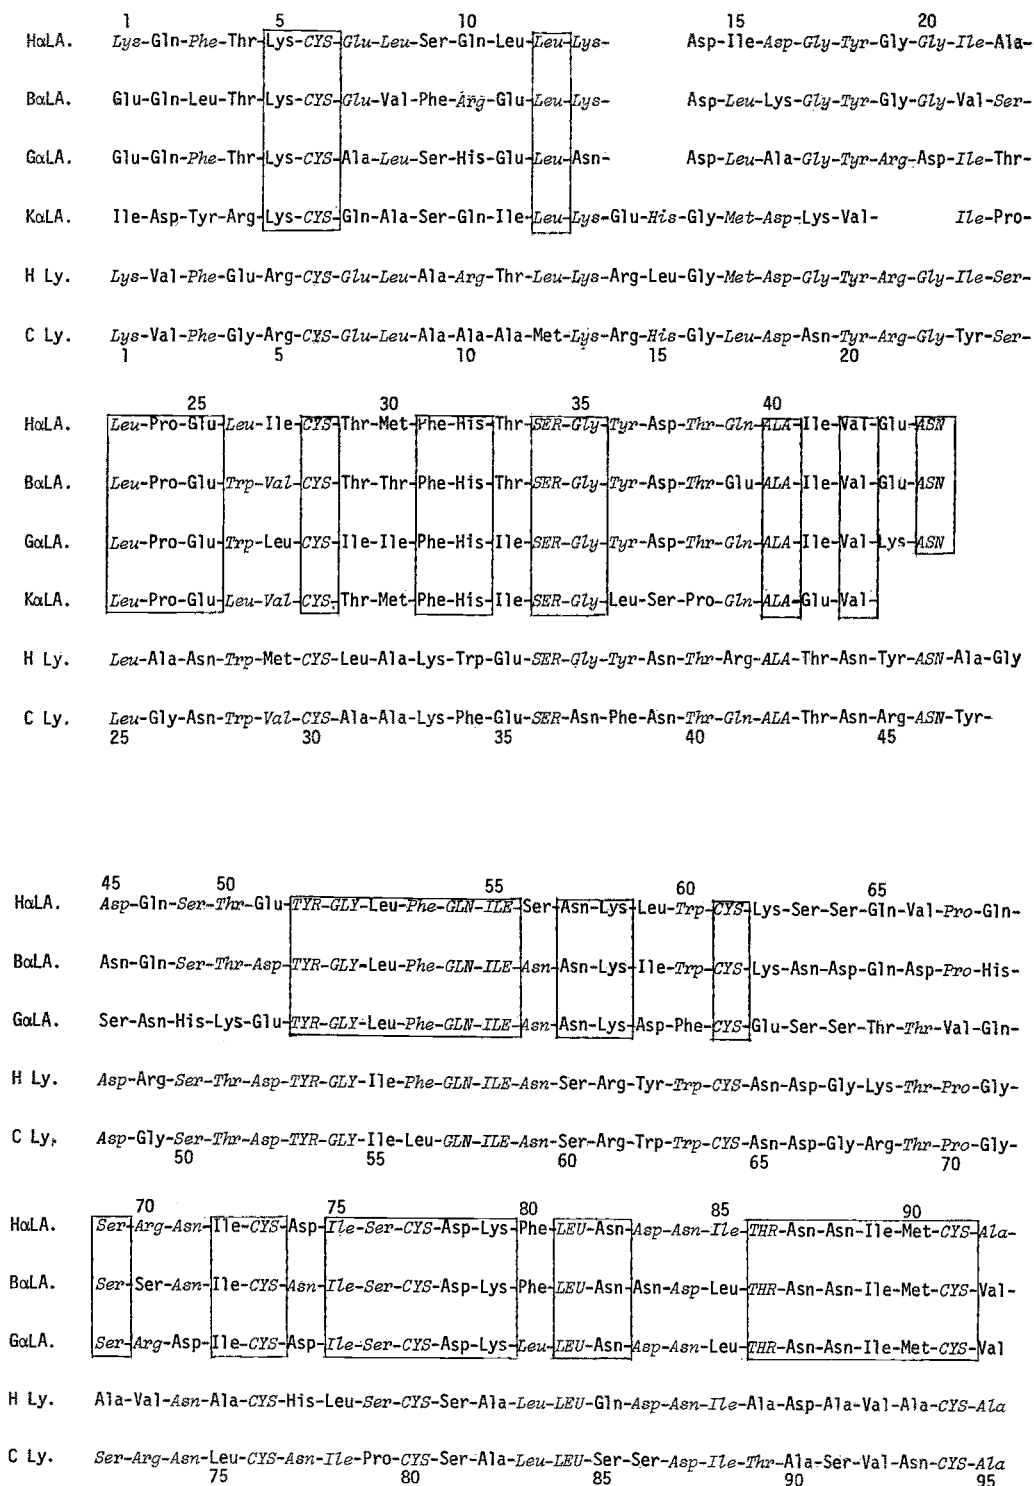 1 5 10 15 20
HαLA. Lys-Gln-Phe-Thr-Lys-CYS-Glu-Leu-Ser-Gln-Leu-Leu-Lys- Asp-Ile-Asp-Gly-Tyr-Gly-Gly-Ile-Ala-
BαLA. Glu-Gln-Leu-Thr-Lys-CYS-Glu-Val-Phe-Arg-Glu-Leu-Lys- Asp-Leu-Lys-Gly-Tyr-Gly-Gly-Val-Ser-
GαLA. Glu-Gln-Phe-Thr-Lys-CYS-Ala-Leu-Ser-His-Glu-Leu-Asn- Asp-Leu-Ala-Gly-Tyr-Arg-Asp-Ile-Thr-
KαLA. Ile-Asp-Tyr-Arg-Lys-CYS-Gln-Ala-Ser-Gln-Ile-Leu-Lys-Glu-His-Gly-Met-Asp-Lys-Val- Ile-Pro-
H Ly. Lys-Val-Phe-Glu-Arg-CYS-Glu-Leu-Ala-Arg-Thr-Leu-Lys-Arg-Leu-Gly-Met-Asp-Gly-Tyr-Arg-Gly-Ile-Ser-
C Ly. Lys-Val-Phe-Gly-Arg-CYS-Glu-Leu-Ala-Ala-Ala-Met-Lys-Arg-His-Gly-Leu-Asp-Asn-Tyr-Arg-Gly-Tyr-Ser-
1 5 10 15 20
25 30 35 40
HαLA. Leu-Pro-Glu-Leu-Ile-CYS-Thr-Met-Phe-His-Thr-SER-Gly-Tyr-Asp-Thr-Gln-ALA-Ile-Val-Glu-ASN
BαLA. Leu-Pro-Glu-Trp-Val-CYS-Thr-Thr-Phe-His-Thr-SER-Gly-Tyr-Asp-Thr-Glu-ALA-Ile-Val-Glu-ASN
GαLA. Leu-Pro-Glu-Trp-Leu-CYS-Ile-Ile-Phe-His-Ile-SER-Gly-Tyr-Asp-Thr-Gln-ALA-Ile-Val-Lys-ASN
KαLA. Leu-Pro-Glu-Leu-Val-CYS-Thr-Met-Phe-His-Ile-SER-Gly-Leu-Ser-Pro-Gln-ALA-Glu-Val-
H Ly. Leu-Ala-Asn-Trp-Met-CYS-Leu-Ala-Lys-Trp-Glu-SER-Gly-Tyr-Asn-Thr-Arg-ALA-Thr-Asn-Tyr-ASN-Ala-Gly
C Ly. Leu-Gly-Asn-Trp-Val-CYS-Ala-Ala-Lys-Phe-Glu-SER-Asn-Phe-Asn-Thr-Gln-ALA-Thr-Asn-Arg-ASN-Tyr-
25 30 35 40 45
45 50 55 60 65
HαLA. Asp-Gln-Ser-Thr-Glu-TYR-GLY-Leu-Phe-GLN-ILE-Ser-Asn-Lys-Leu-Trp-CYS-Lys-Ser-Ser-Gln-Val-Pro-Gln-
BαLA. Asn-Gln-Ser-Thr-Asp-TYR-GLY-Leu-Phe-GLN-ILE-Asn-Asn-Lys-Ile-Trp-CYS-Lys-Asn-Asp-Gln-Asp-Pro-His-
GαLA. Ser-Asn-His-Lys-Glu-TYR-GLY-Leu-Phe-GLN-ILE-Asn-Asn-Lys-Asp-Phe-CYS-Glu-Ser-Ser-Thr-Thr-Val-Gln-
H Ly. Asp-Arg-Ser-Thr-Asp-TYR-GLY-Ile-Phe-GLN-ILE-Asn-Ser-Arg-Tyr-Trp-CYS-Asn-Asp-Gly-Lys-Thr-Pro-Gly-
C Ly. Asp-Gly-Ser-Thr-Asp-TYR-GLY-Ile-Leu-GLN-ILE-Asn-Ser-Arg-Trp-Trp-CYS-Asn-Asp-Gly-Arg-Thr-Pro-Gly-
50 55 60 65 70
70 75 80 85 90
HαLA. Ser-Arg-Asn-Ile-CYS-Asp-Ile-Ser-CYS-Asp-Lys-Phe-LEU-Asn-Asp-Asn-Ile-THR-Asn-Asn-Ile-Met-CYS-Ala-
BαLA. Ser-Ser-Asn-Ile-CYS-Asn-Ile-Ser-CYS-Asp-Lys-Phe-LEU-Asn-Asn-Asp-Leu-THR-Asn-Asn-Ile-Met-CYS-Val-
GαLA. Ser-Arg-Asp-Ile-CYS-Asp-Ile-Ser-CYS-Asp-Lys-Leu-LEU-Asn-Asp-Asn-Leu-THR-Asn-Asn-Ile-Met-CYS-Val
H Ly. Ala-Val-Asn-Ala-CYS-His-Leu-Ser-CYS-Ser-Ala-Leu-LEU-Gln-Asp-Asn-Ile-Ala-Asp-Ala-Val-Ala-CYS-Ala
C Ly. Ser-Arg-Asn-Leu-CYS-Asn-Ile-Pro-CYS-Ser-Ala-Leu-LEU-Ser-Ser-Asp-Ile-Thr-Ala-Ser-Val-Asn-CYS-Ala
75 80 85 90 95